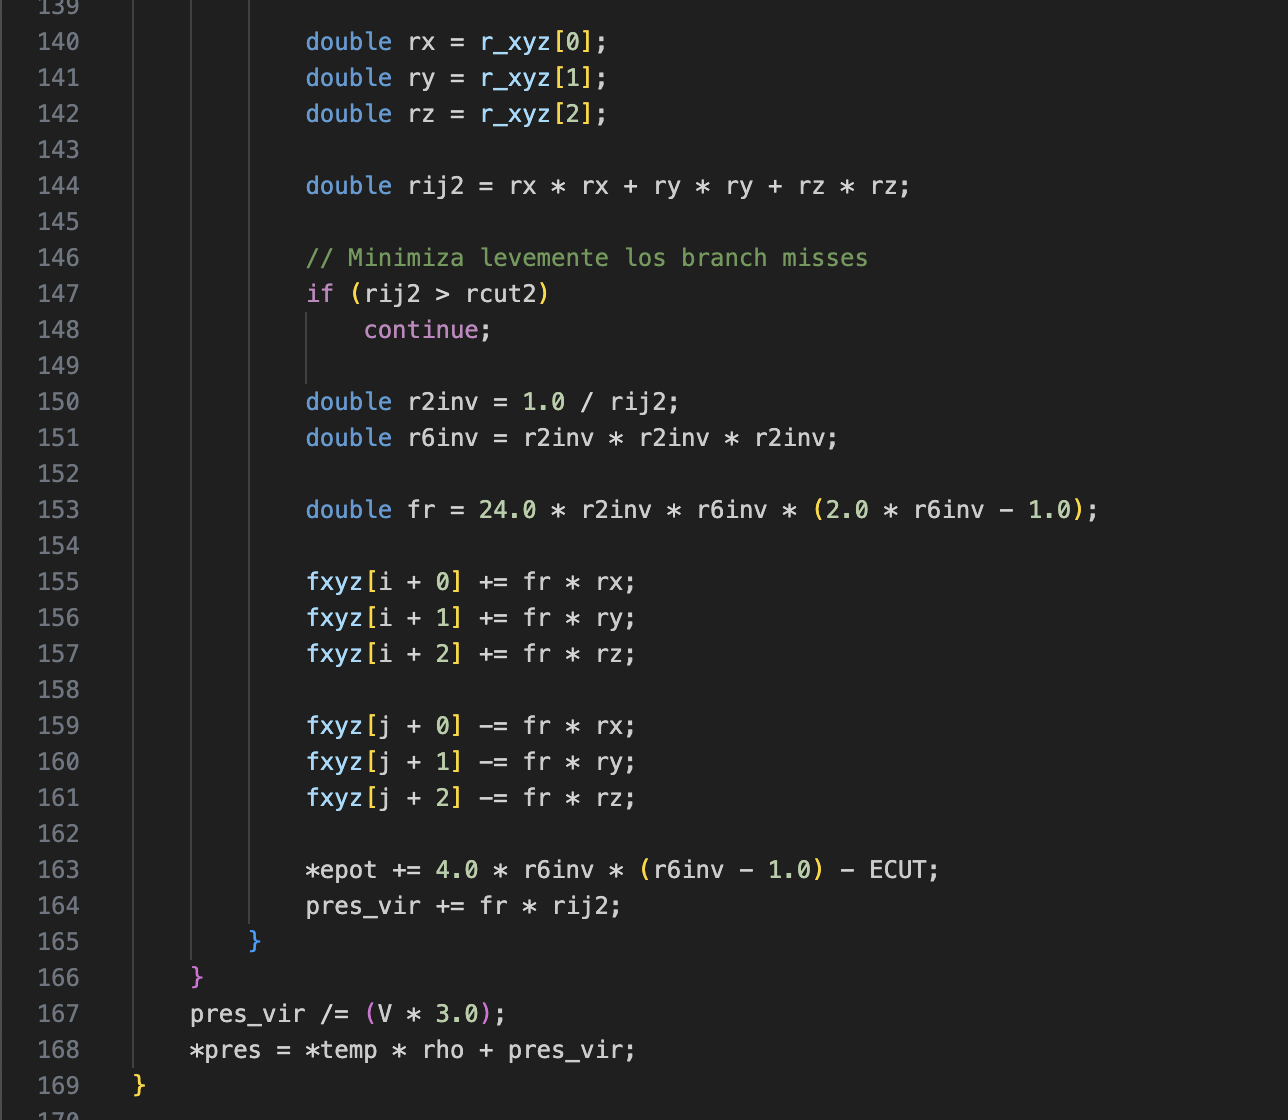 139
140 double rx = r_xyz[0];
141 double ry = r_xyz[1];
142 double rz = r_xyz[2];
143
144 double rij2 = rx * rx + ry * ry + rz * rz;
145
146 // Minimiza levemente los branch misses
147 if (rij2 > rcut2)
148 continue;
149
150 double r2inv = 1.0 / rij2;
151 double r6inv = r2inv * r2inv * r2inv;
152
153 double fr = 24.0 * r2inv * r6inv * (2.0 * r6inv - 1.0);
154
155 fxyz[i + 0] += fr * rx;
156 fxyz[i + 1] += fr * ry;
157 fxyz[i + 2] += fr * rz;
158
159 fxyz[j + 0] -= fr * rx;
160 fxyz[j + 1] -= fr * ry;
161 fxyz[j + 2] -= fr * rz;
162
163 *epot += 4.0 * r6inv * (r6inv - 1.0) - ECUT;
164 pres_vir += fr * rij2;
165 }
166 }
167 pres_vir /= (V * 3.0);
168 *pres = *temp * rho + pres_vir;
169 }
170